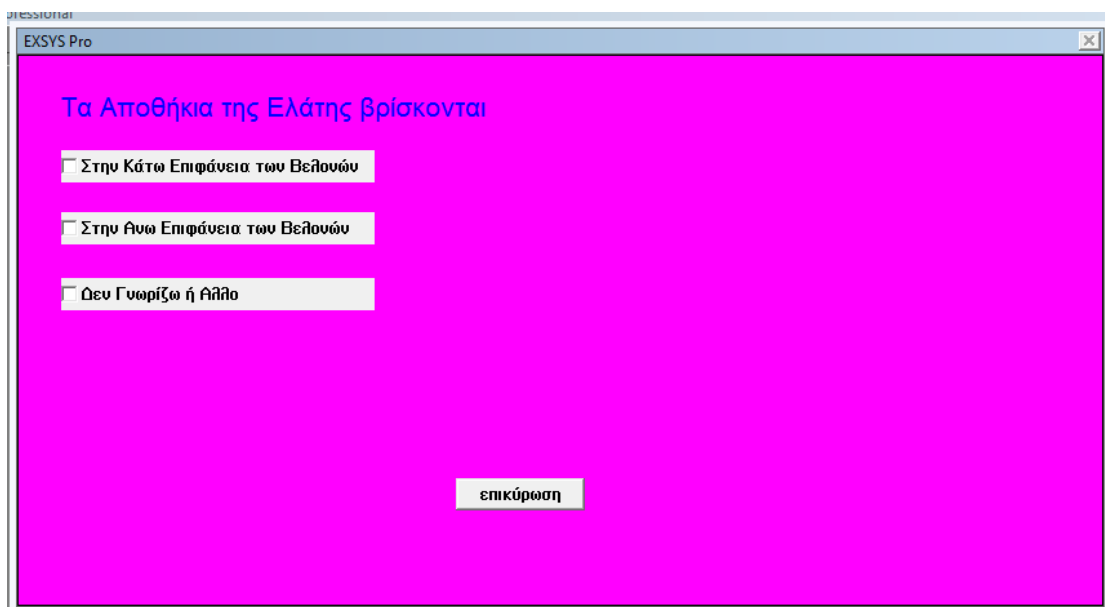 EXSYS Pro
Τα Αποθήκια της Ελάτης βρίσκονται
Στην Κάτω Επιφάνεια των Βελονών
Στην Ανω Επιφάνεια των Βελονών
Δεν Γνωρίζω ή Αλλο
επικύρωση